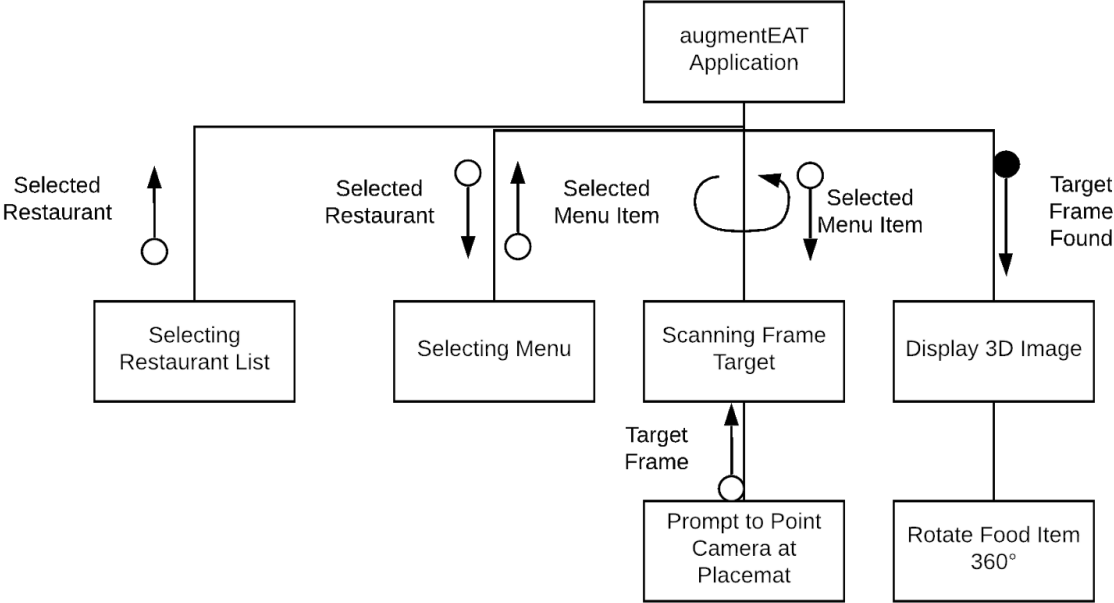 augmentEAT
Application
Selected
Restaurant
Selected
Restaurant
Selected
Menu Item
Selected
Menu Item
Target
Frame
Found
Selecting
Restaurant List
Selecting Menu
Scanning Frame
Target
Display 3D Image
Target
Frame
Prompt to Point
Camera at
Placemat
Rotate Food Item
360°